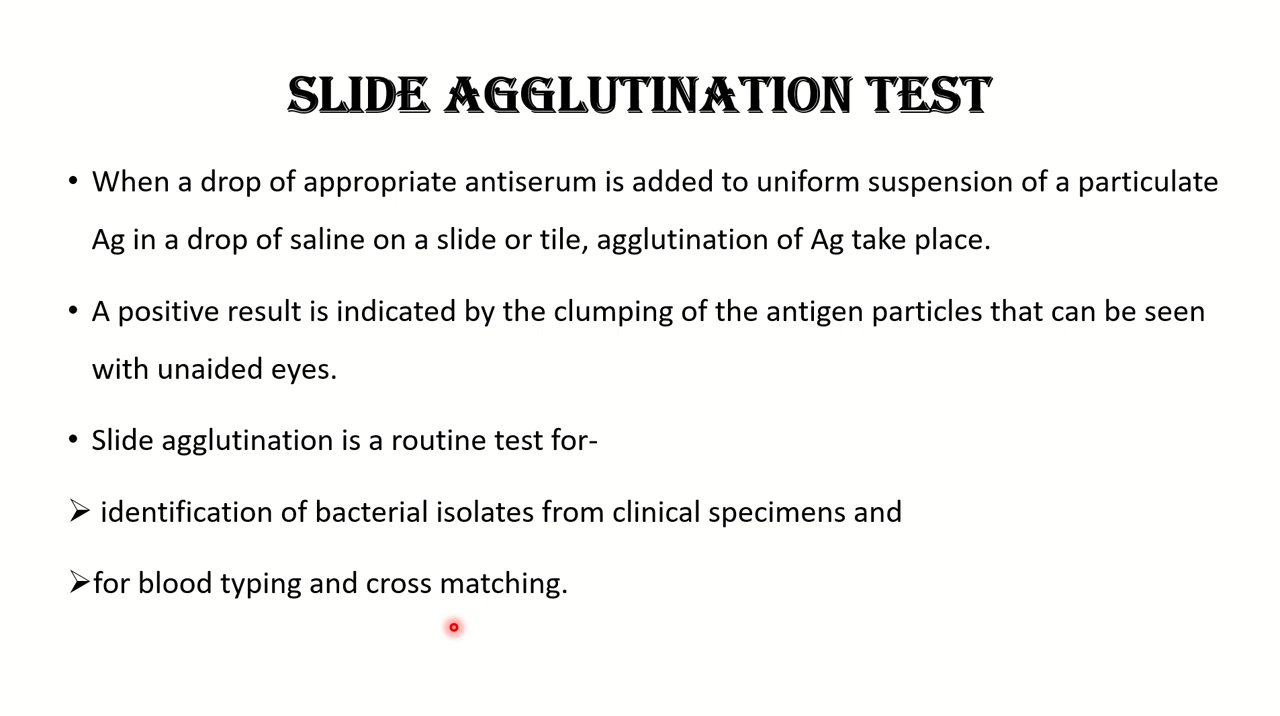 SLIDE AGGLUTINATION TEST
• When a drop of appropriate antiserum is added to uniform suspension of a particulate
Ag in a drop of saline on a slide or tile, agglutination of Ag take place.
• A positive result is indicated by the clumping of the antigen particles that can be seen
with unaided eyes.
• Slide agglutination is a routine test for-
➢ identification of bacterial isolates from clinical specimens and
➢for blood typing and cross matching.